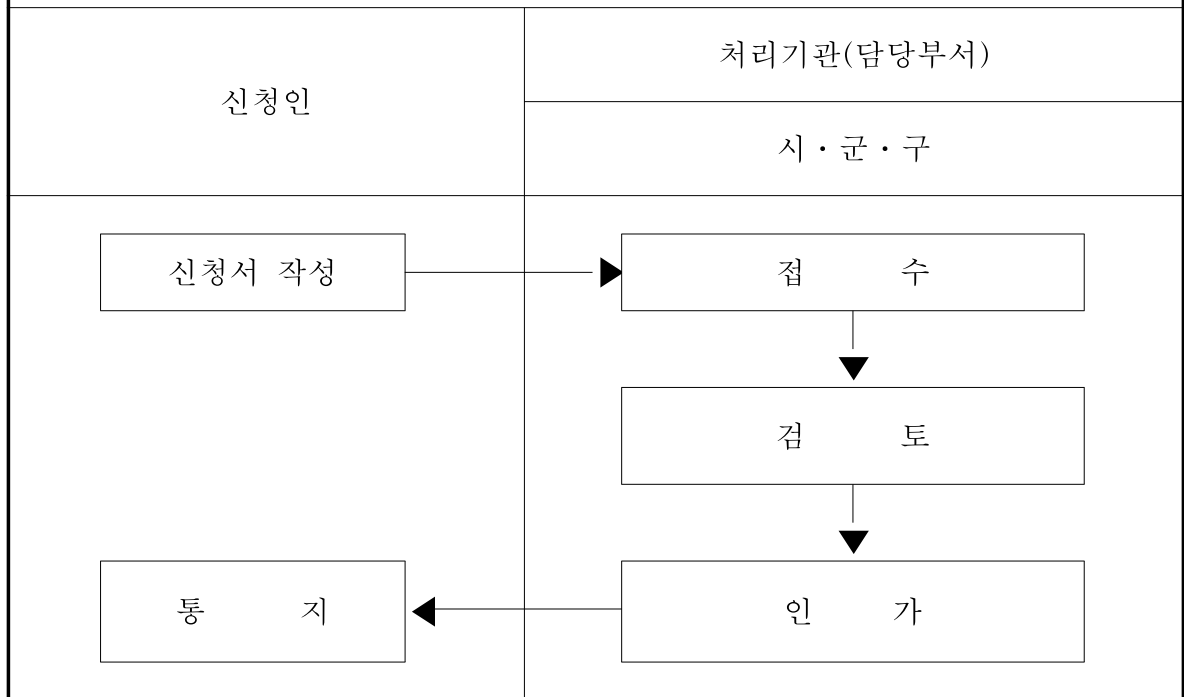 신청인
처리기관(담당부서)
시·군·구
신청서 작성
접 수
검 토
통 지
인 가